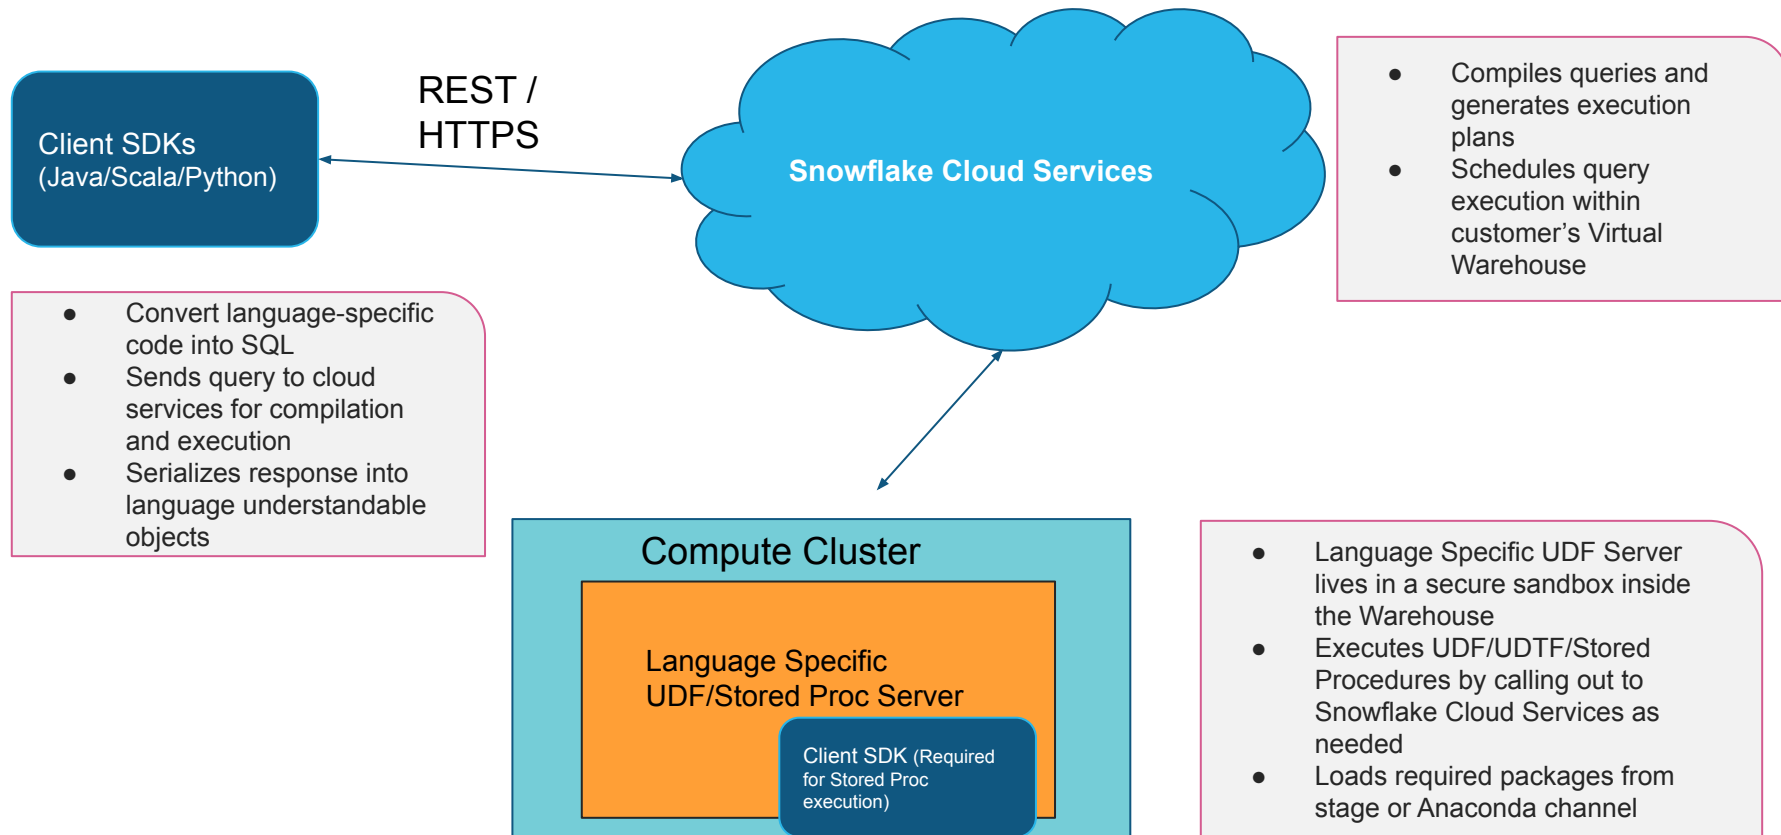 Client SDKs
(Java/Scala/Python)
REST /
HTTPS
Snowflake Cloud Services
● Compiles queries and
generates execution
plans
● Schedules query
execution within
customer’s Virtual
Warehouse
● Convert language-specific
code into SQL
● Sends query to cloud
services for compilation
and execution
● Serializes response into
language understandable
objects
Compute Cluster
Language Specific
UDF/Stored Proc Server
Client SDK (Required
for Stored Proc
execution)
● Language Specific UDF Server
lives in a secure sandbox inside
the Warehouse
● Executes UDF/UDTF/Stored
Procedures by calling out to
Snowflake Cloud Services as
needed
● Loads required packages from
stage or Anaconda channel